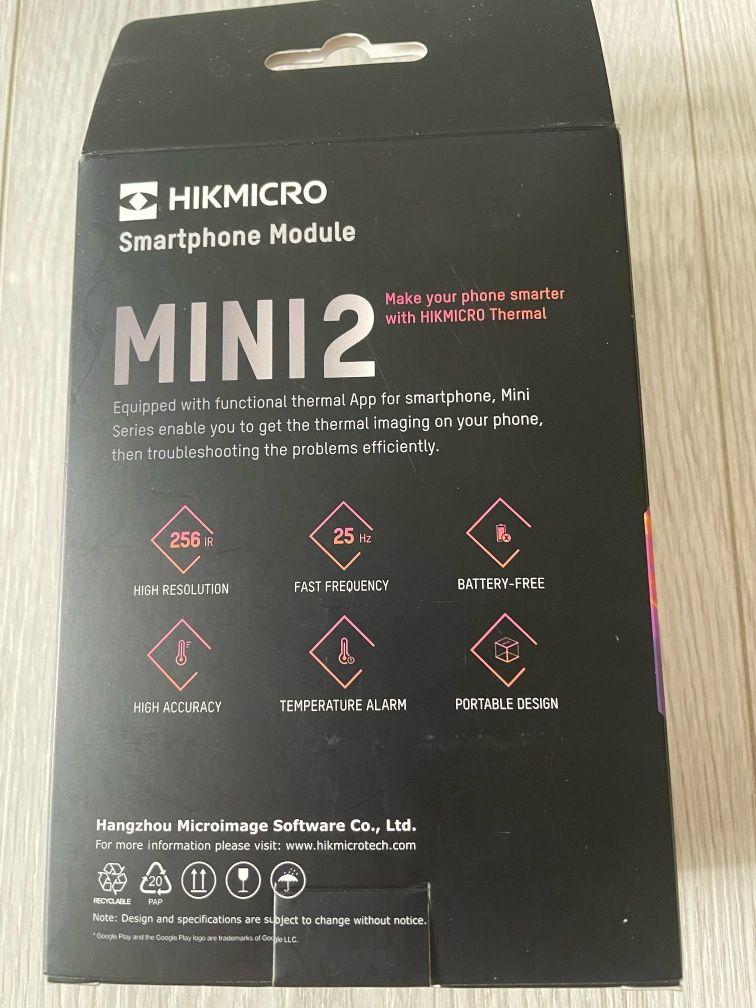 HIKMICRO
Smartphone Module
MINI2
Make your phone smarter
with HIKMICRO Thermal
Equipped with functional thermal App for smartphone, Mini
Series enable you to get the thermal imaging on your phone,
then troubleshooting the problems efficiently.
256 IR
25 Hz
HIGH RESOLUTION
FAST FREQUENCY
BATTERY-FREE
HIGH ACCURACY
TEMPERATURE ALARM
PORTABLE DESIGN
Hangzhou Microimage Software Co., Ltd.
For more information please visit: www.hikmicrotech.com
20
RECYCLABLE
PAP
Note: Design and specifications are subject to change without notice.
* Google Play and the Google Play logo are trademarks of Google LLC.